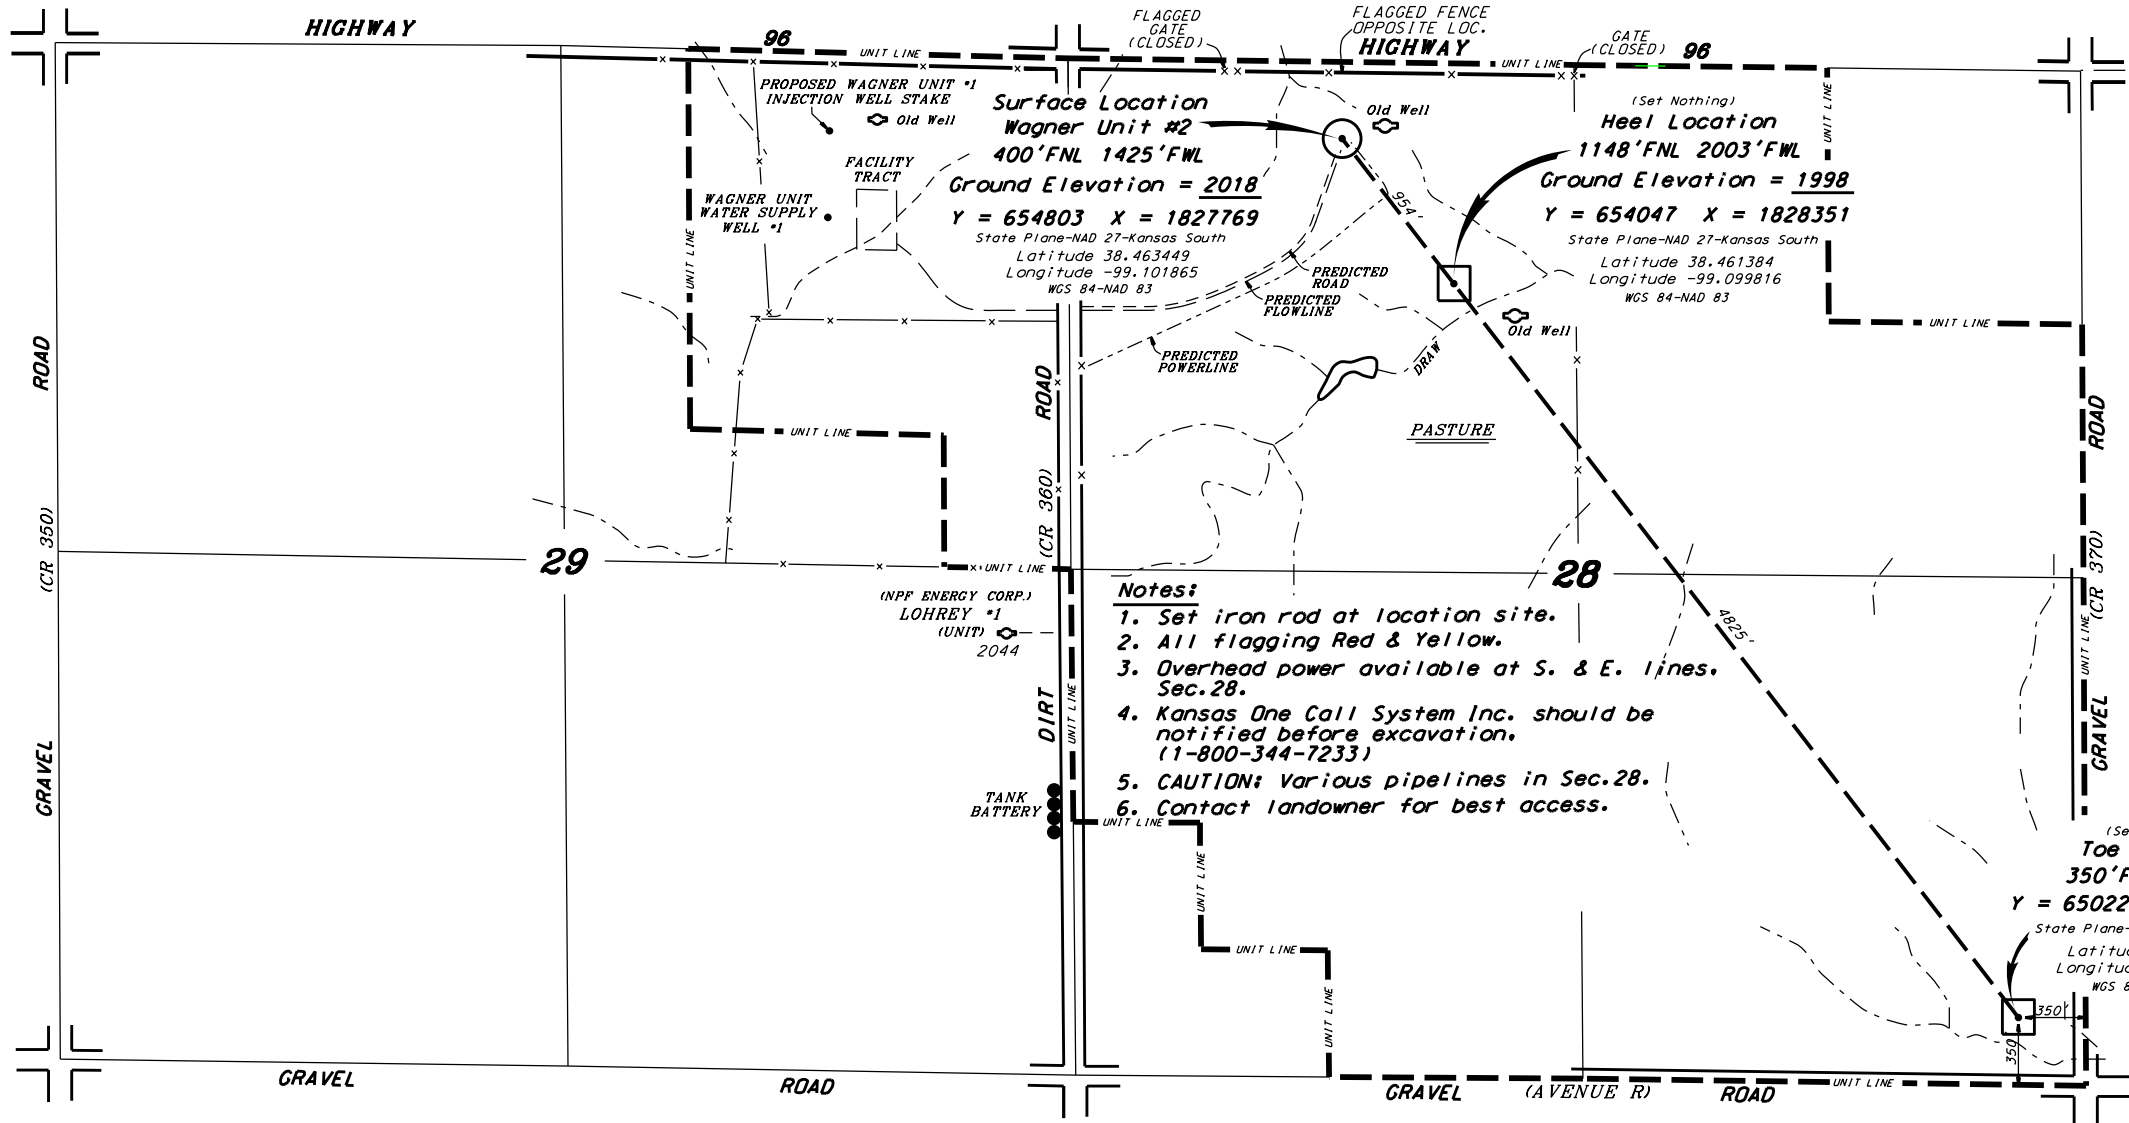 HIGHWAY
96
UNIT LINE
FLAGGED
GATE
(CLOSED)
FLAGGED FENCE
OPPOSITE LOC.
HIGHWAY
GATE
(CLOSED)
96
UNIT LINE
PROPOSED WAGNER UNIT #1
INJECTION WELL STAKE
Old Well
FACILITY
TRACT
WAGNER UNIT
WATER SUPPLY
WELL #1
UNIT LINE
Surface Location
Wagner Unit #2
400'FNL 1425'FWL
Ground Elevation = 2018
Y = 654803 X = 1827769
State Plane-NAD 27-Kansas South
Latitude 38.463449
Longitude -99.101865
WGS 84-NAD 83
Old Well
(Set Nothing)
Heel Location
1148'FNL 2003'FWL
Ground Elevation = 1998
Y = 654047 X = 1828351
State Plane-NAD 27-Kansas South
Latitude 38.461384
Longitude -99.099816
WGS 84-NAD 83
UNIT LINE
954'
PREDICTED
ROAD
PREDICTED
FLOWLINE
PREDICTED
POWERLINE
Old Well
DRAW
UNIT LINE
PASTURE
ROAD
(CR 350)
GRAVEL
UNIT LINE
ROAD
(CR 360)
DIRT
UNIT LINE
ROAD
(CR 370)
UNIT LINE
GRAVEL
29
UNIT LINE
28
(NPF ENERGY CORP.)
LOHREY #1
(UNIT)
2044
Notes:
1. Set iron rod at location site.
2. All flagging Red & Yellow.
3. Overhead power available at S. & E. lines.
Sec.28.
4. Kansas One Call System Inc. should be
notified before excavation.
(1-800-344-7233)
5. CAUTION: Various pipelines in Sec.28.
6. Contact landowner for best access.
4825'
TANK
BATTERY
UNIT LINE
UNIT LINE
UNIT LINE
UNIT LINE
(Se
Toe
350'F
Y = 65022
State Plane-
Latitud
Longitud
WGS 8
350'
350'
GRAVEL
ROAD
GRAVEL
(AVENUE R)
ROAD
UNIT LINE